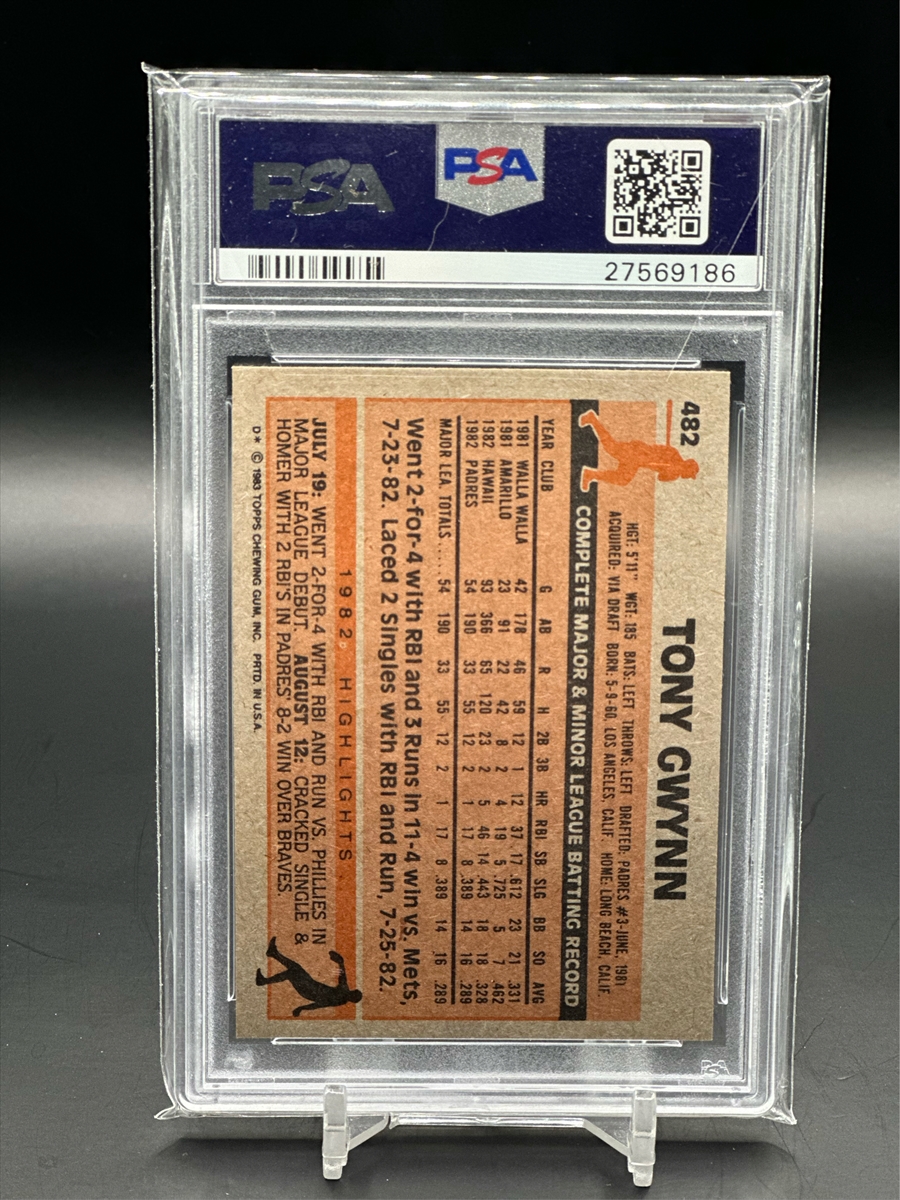 PSA
PSA
27569186
482
TONY GWYNN
HGT: 5'11" WGT: 185 BATS: LEFT THROWS: LEFT DRAFTED: PADRES #3-JUNE, 1981
ACQUIRED: VIA DRAFT BORN: 5-9-60, LOS ANGELES, CALIF. HOME: LONG BEACH, CALIF.
COMPLETE MAJOR & MINOR LEAGUE BATTING RECORD
YEAR CLUB G AB R H 2B 3B HR RBI SB SLG BB SO AVG
1981 WALLA WALLA 42 178 46 59 12 1 12 37 17 .612 23 21 .331
1981 AMARILLO 23 91 22 42 8 2 4 19 5 .725 5 7 .462
1982 HAWAII 93 366 65 120 23 2 5 46 14 .443 18 18 .328
1982 PADRES 54 190 33 55 12 2 1 17 8 .389 14 16 .289
MAJOR LEA. TOTALS ..... 54 190 33 55 12 2 1 17 8 .389 14 16 .289
Went 2-for-4 with RBI and 3 Runs in 11-4 win vs. Mets,
7-23-82. Laced 2 Singles with RBI and Run, 7-25-82.
1982 HIGHLIGHTS
JULY 19: WENT 2-FOR-4 WITH RBI AND RUN VS. PHILLIES IN
MAJOR LEAGUE DEBUT. AUGUST 12: CRACKED SINGLE &
HOMER WITH 2 RBI'S IN PADRES' 8-2 WIN OVER BRAVES.
D* © 1983 TOPPS CHEWING GUM, INC. PRTD. IN U.S.A.